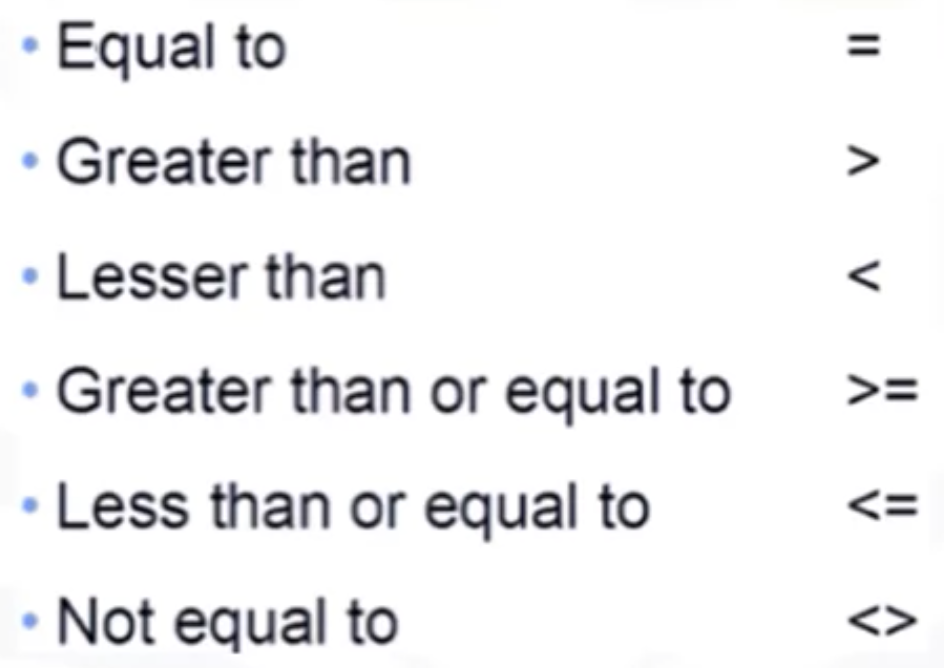 • Equal to =
• Greater than >
• Lesser than <
• Greater than or equal to >=
• Less than or equal to <=
• Not equal to <>